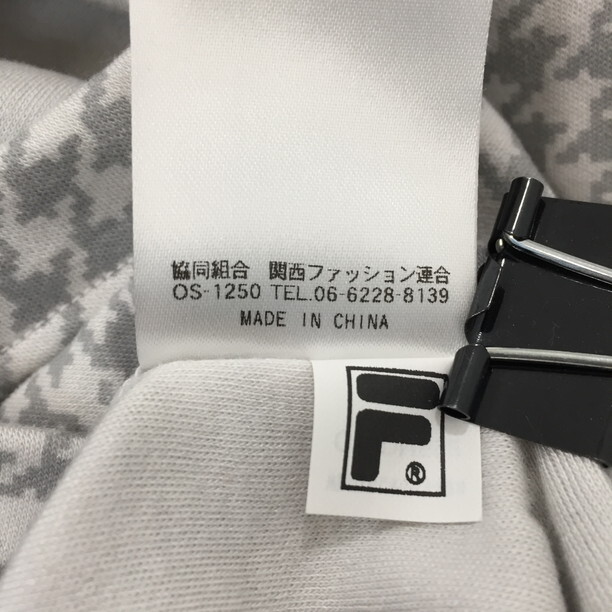 協同組合 関西ファッション連合
OS-1250 TEL.06-6228-8139
MADE IN CHINA
F®